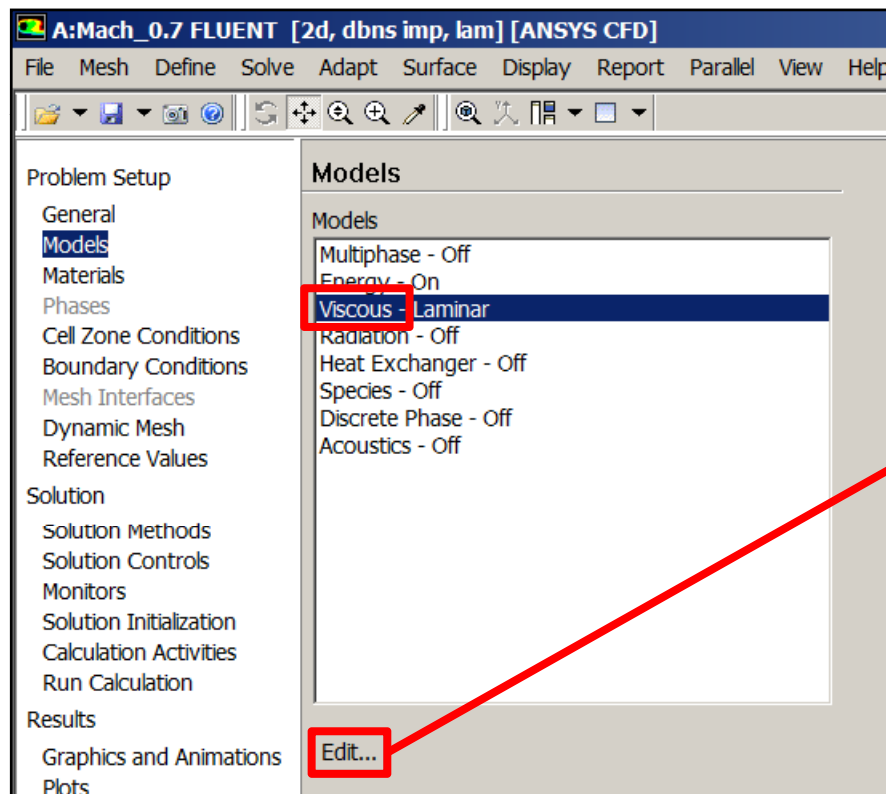 A:Mach_0.7 FLUENT [2d, dbns imp, lam] [ANSYS CFD]
File Mesh Define Solve Adapt Surface Display Report Parallel View Help
Problem Setup
General
Models
Materials
Phases
Cell Zone Conditions
Boundary Conditions
Mesh Interfaces
Dynamic Mesh
Reference Values
Solution
Solution Methods
Solution Controls
Monitors
Solution Initialization
Calculation Activities
Run Calculation
Results
Graphics and Animations
Plots
Models
Models
Multiphase - Off
Energy - On
Viscous - Laminar
Radiation - Off
Heat Exchanger - Off
Species - Off
Discrete Phase - Off
Acoustics - Off
Edit...